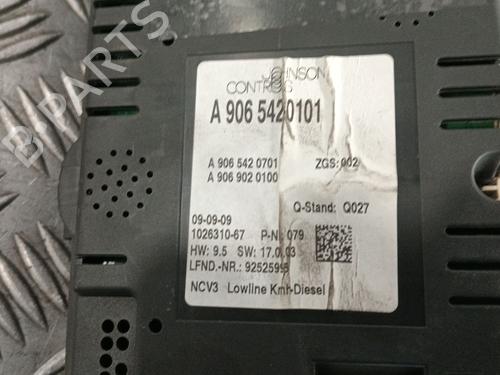 JOHNSON
CONTROLS
A 906 5420101
A 906 542 0701 ZGS: 002
A 906 902 0100
Q-Stand: Q027
09-09-09
1026310-67 P-N: 079
HW: 9.5 SW: 17.0.03
LFND.-NR.: 92525995
NCV3 Lowline Kmh-Diesel
B-PARTS